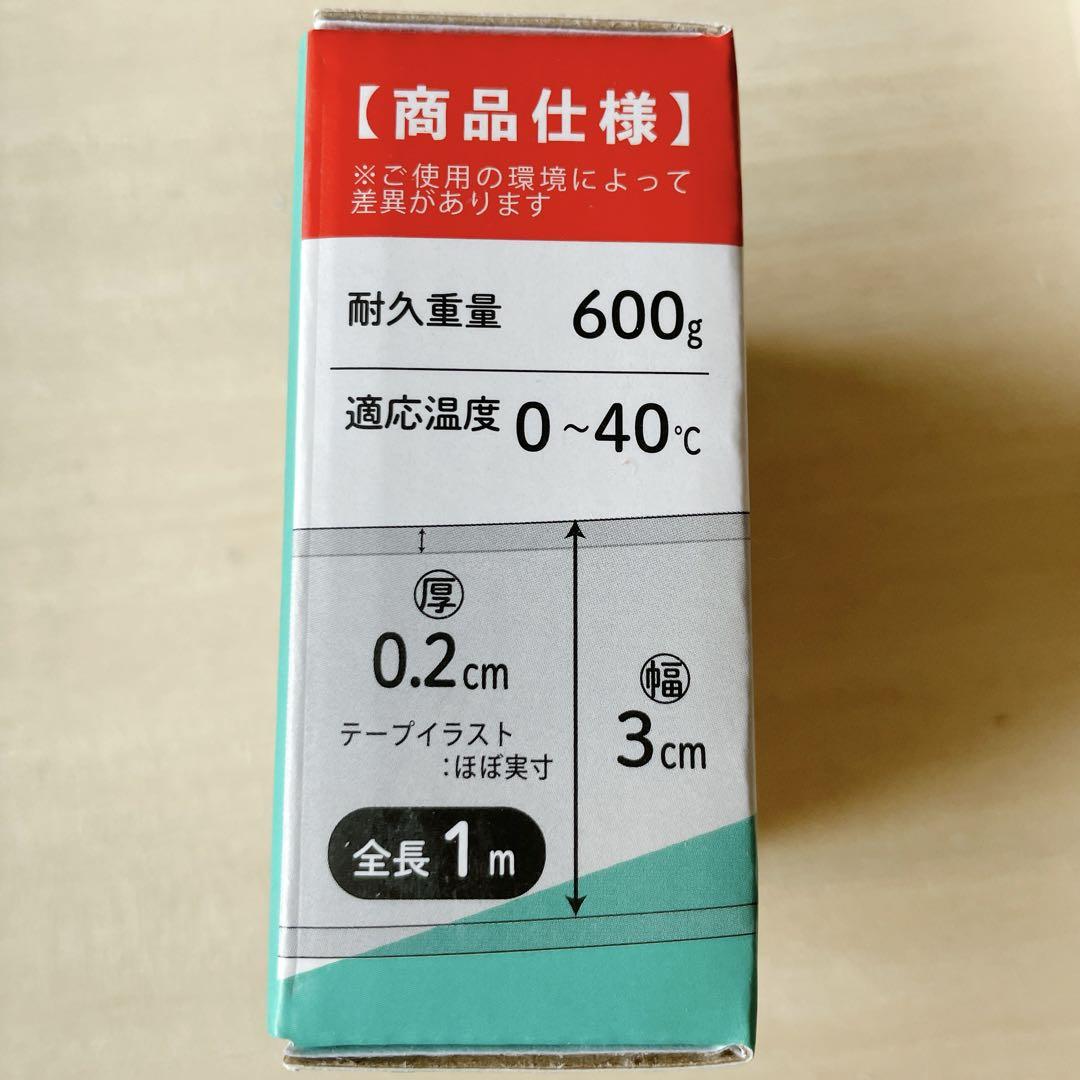 【商品仕様】
※ご使用の環境によって
差異があります
耐久重量 600g
適応温度 0~40℃
厚
0.2cm
幅
3cm
テープイラスト
:ほぼ実寸
全長 1m